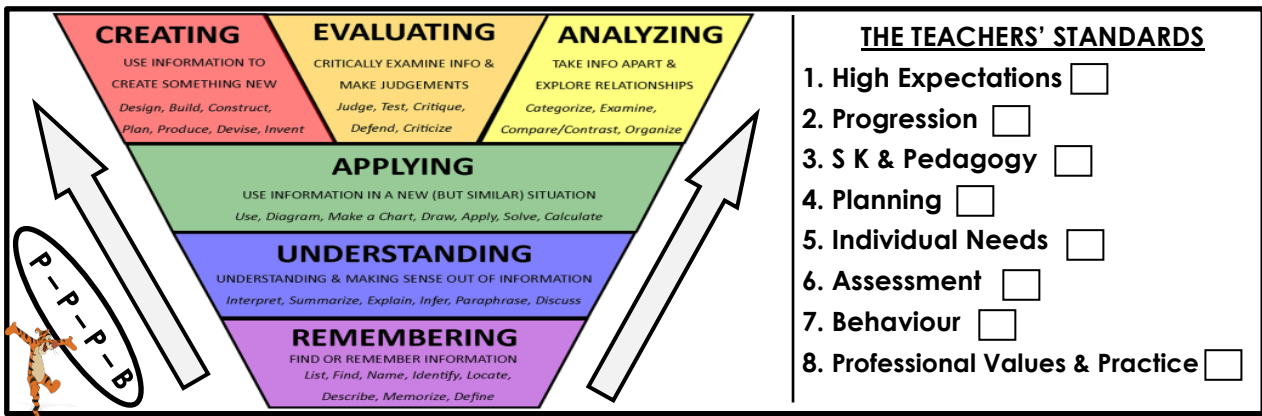 CREATING
USE INFORMATION TO
CREATE SOMETHING NEW
Design, Build, Construct,
Plan, Produce, Devise, Invent
EVALUATING
CRITICALLY EXAMINE INFO &
MAKE JUDGEMENTS
Judge, Test, Critique,
Defend, Criticize
ANALYZING
TAKE INFO APART &
EXPLORE RELATIONSHIPS
Categorize, Examine,
Compare/Contrast, Organize
APPLYING
USE INFORMATION IN A NEW (BUT SIMILAR) SITUATION
Use, Diagram, Make a Chart, Draw, Apply, Solve, Calculate
UNDERSTANDING
UNDERSTANDING & MAKING SENSE OUT OF INFORMATION
Interpret, Summarize, Explain, Infer, Paraphrase, Discuss
REMEMBERING
FIND OR REMEMBER INFORMATION
List, Find, Name, Identify, Locate,
Describe, Memorize, Define
P – P – P – B
THE TEACHERS’ STANDARDS
1. High Expectations
2. Progression
3. S K & Pedagogy
4. Planning
5. Individual Needs
6. Assessment
7. Behaviour
8. Professional Values & Practice